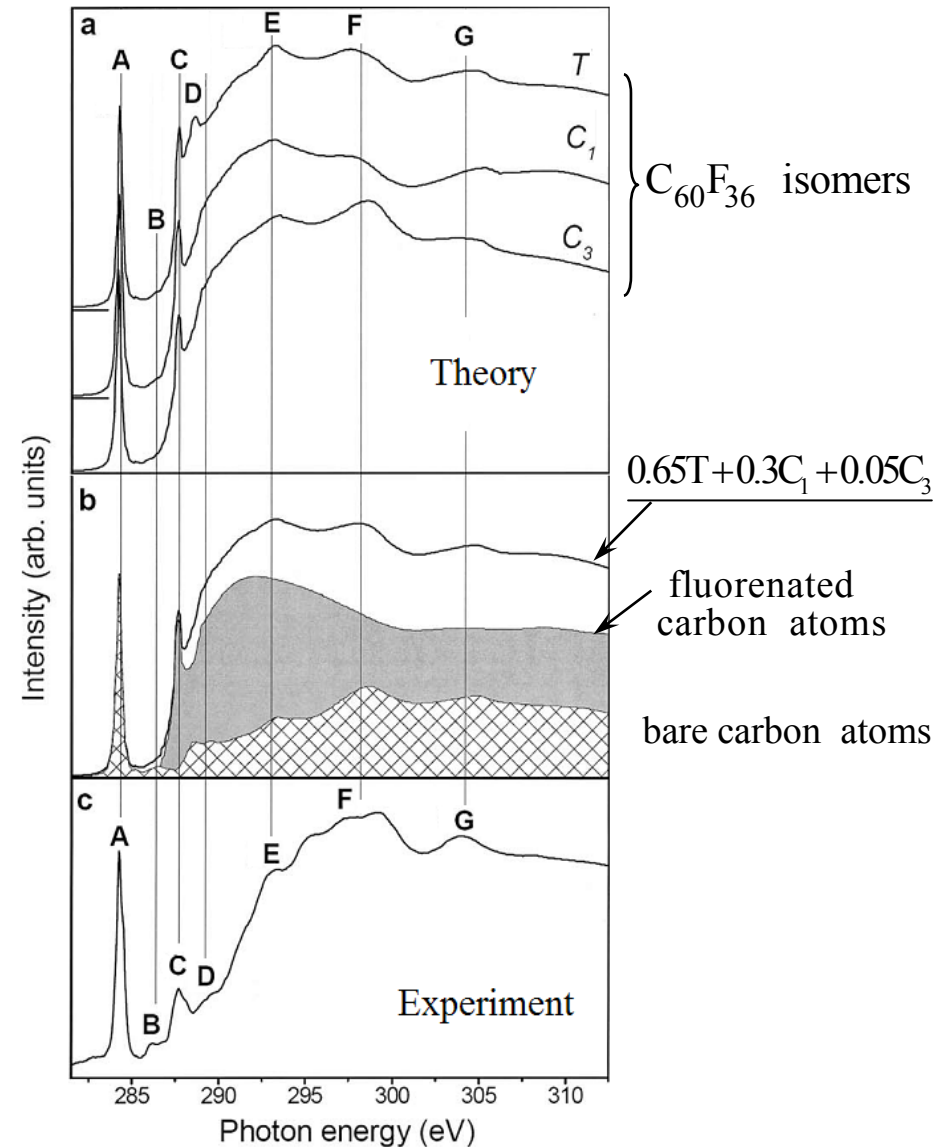 a
A
B
C
D
E
F
G
T
C₁
C₃
C₆₀F₃₆ isomers
Theory
b
0.65T+0.3C₁+0.05C₃
fluorenated
carbon atoms
bare carbon atoms
c
A
B
C
D
E
F
G
Experiment
Intensity (arb. units)
285 290 295 300 305 310
Photon energy (eV)